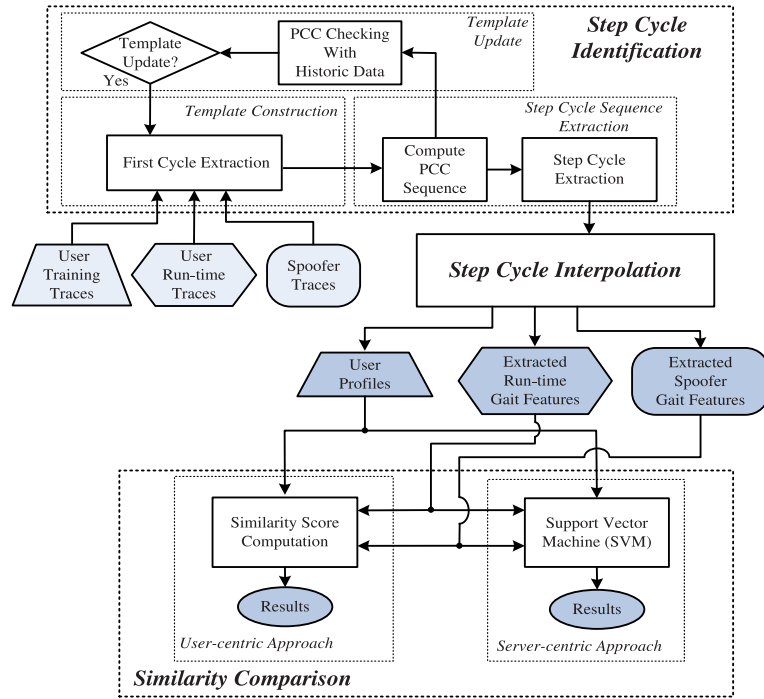 Step Cycle
Identification
Template
Update
Template
Update?
Yes
PCC Checking
With
Historic Data
Template Construction
First Cycle Extraction
Step Cycle Sequence
Extraction
Compute
PCC
Sequence
Step Cycle
Extraction
User
Training
Traces
User
Run-time
Traces
Spoofer
Traces
Step Cycle Interpolation
User
Profiles
Extracted
Run-time
Gait Features
Extracted
Spoofer
Gait Features
Similarity Score
Computation
Support Vector
Machine (SVM)
Results
Results
User-centric Approach
Server-centric Approach
Similarity Comparison